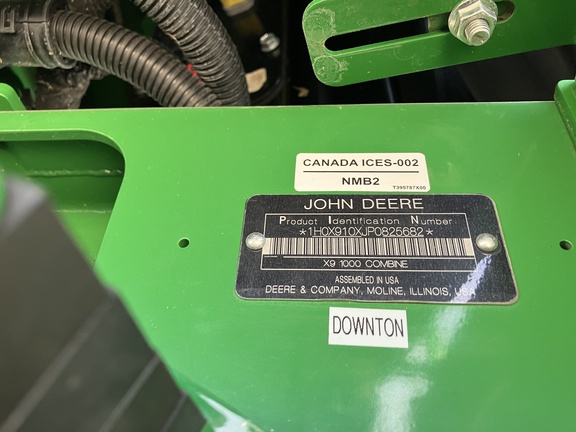 CANADA ICES-002
NMB2
T395787X00
JOHN DEERE
Product Identification Number
*1H0X910XJP0825682*
X9 1000 COMBINE
ASSEMBLED IN USA
DEERE & COMPANY, MOLINE, ILLINOIS, USA
DOWNTON